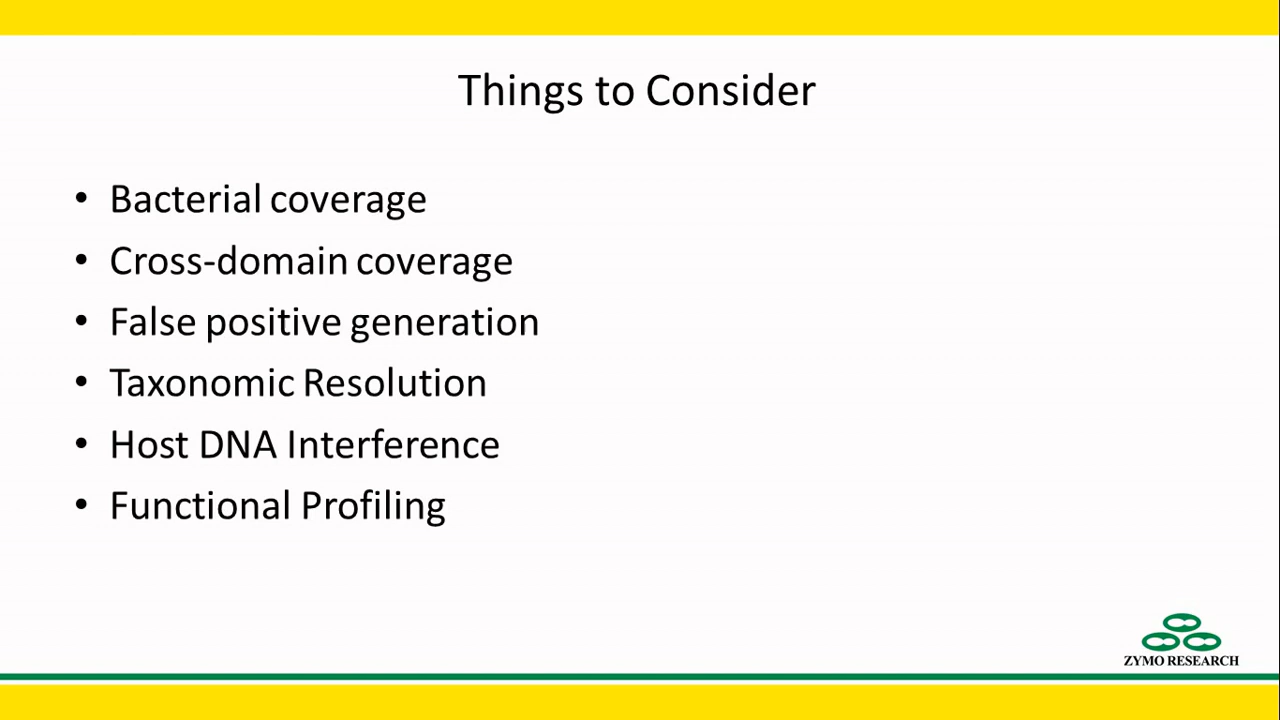 Things to Consider
• Bacterial coverage
• Cross-domain coverage
• False positive generation
• Taxonomic Resolution
• Host DNA Interference
• Functional Profiling
ZYMO RESEARCH